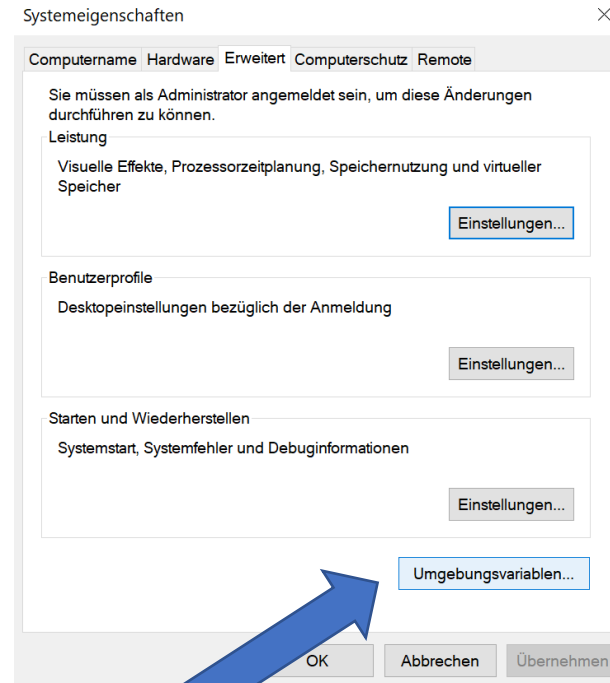 Systemeigenschaften
Computername Hardware Erweitert Computerschutz Remote
Sie müssen als Administrator angemeldet sein, um diese Änderungen
durchführen zu können.
Leistung
Visuelle Effekte, Prozessorzeitplanung, Speichernutzung und virtueller
Speicher
Einstellungen...
Benutzerprofile
Desktopeinstellungen bezüglich der Anmeldung
Einstellungen...
Starten und Wiederherstellen
Systemstart, Systemfehler und Debuginformationen
Einstellungen...
Umgebungsvariablen...
OK Abbrechen Übernehmen